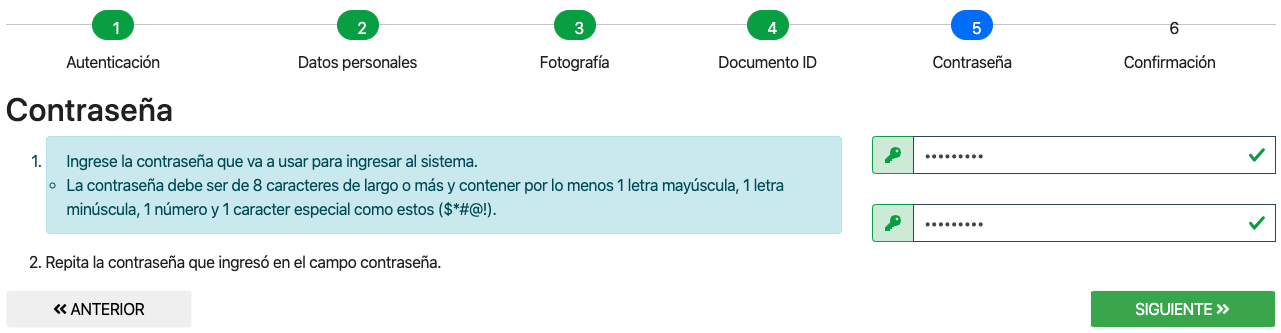 1 2 3 4 5 6
Autenticación Datos personales Fotografía Documento ID Contraseña Confirmación
Contraseña
1. Ingrese la contraseña que va a usar para ingresar al sistema.
La contraseña debe ser de 8 caracteres de largo o más y contener por lo menos 1 letra mayúscula, 1 letra
minúscula, 1 número y 1 caracter especial como estos ($*#@!).
•••••••••
•••••••••
2. Repita la contraseña que ingresó en el campo contraseña.
ANTERIOR SIGUIENTE